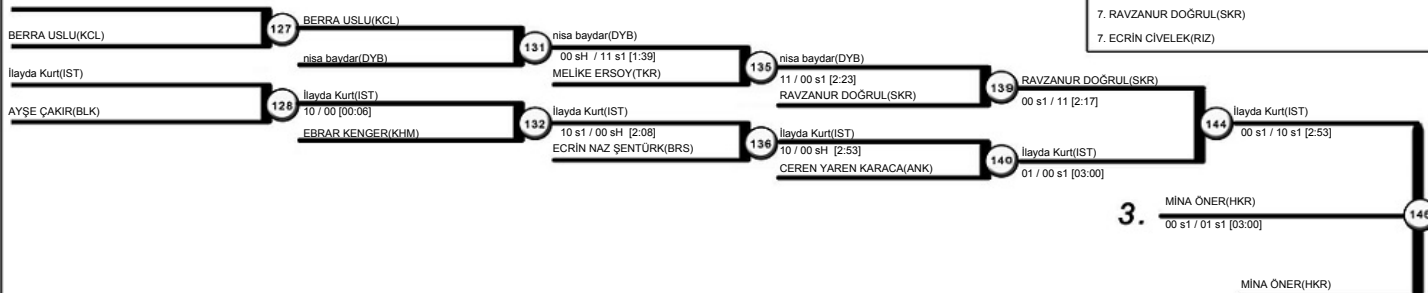 7. RAVZANUR DOĞRUL(SKR)
7. ECRİN CİVELEK(RIZ)
BERRA USLU(KCL)
127
BERRA USLU(KCL)
nisa baydar(DYB)
131
nisa baydar(DYB)
00 sH / 11 s1 [1:39]
MELİKE ERSOY(TKR)
135
nisa baydar(DYB)
11 / 00 s1 [2:23]
RAVZANUR DOĞRUL(SKR)
139
RAVZANUR DOĞRUL(SKR)
00 s1 / 11 [2:17]
İlayda Kurt(IST)
AYŞE ÇAKIR(BLK)
128
İlayda Kurt(IST)
10 / 00 [00:06]
EBRAR KENGER(KHM)
132
İlayda Kurt(IST)
10 s1 / 00 sH [2:08]
ECRİN NAZ ŞENTÜRK(BRS)
136
İlayda Kurt(IST)
10 / 00 sH [2:53]
CEREN YAREN KARACA(ANK)
140
İlayda Kurt(IST)
01 / 00 s1 [03:00]
144
İlayda Kurt(IST)
00 s1 / 10 s1 [2:53]
3.
MİNA ÖNER(HKR)
00 s1 / 01 s1 [03:00]
146
MİNA ÖNER(HKR)